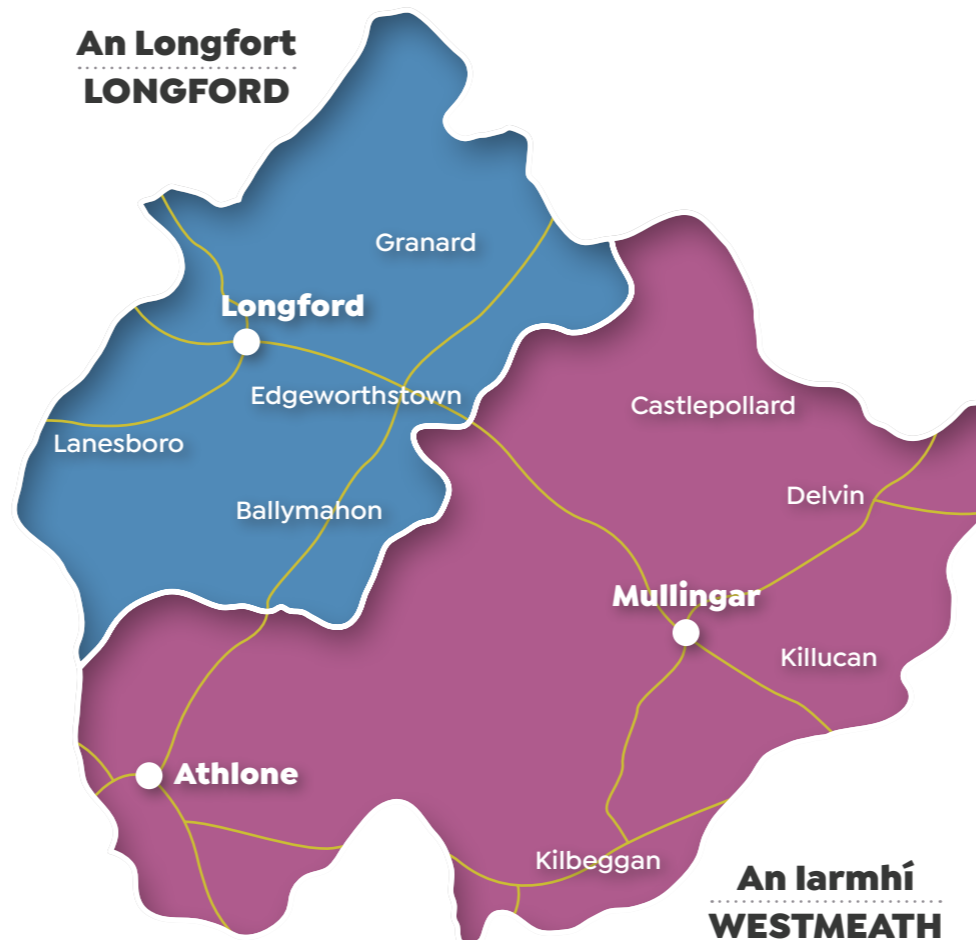 An Longfort
LONGFORD
Granard
Longford
Edgeworthstown
Castlepollard
Lanesboro
Delvin
Ballymahon
Mullingar
Killucan
Athlone
Kilbeggan
An Iarmhí
WESTMEATH